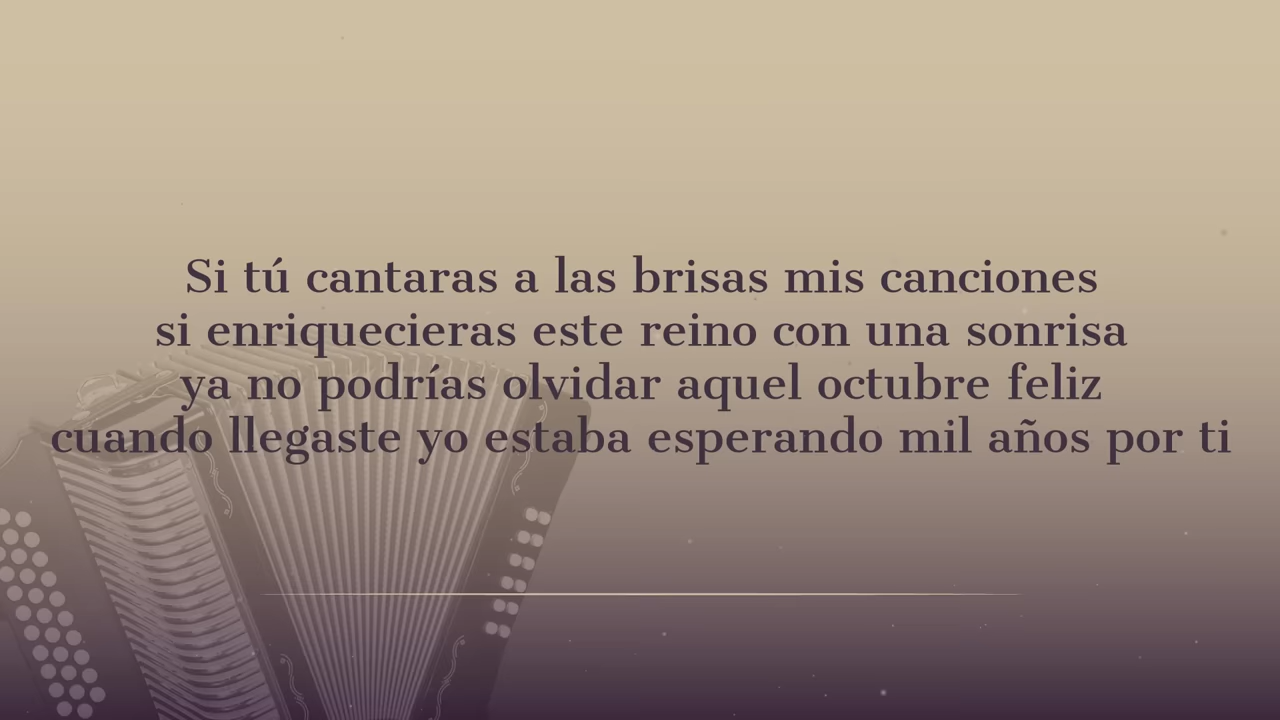 Si tú cantaras a las brisas mis canciones
si enriquecieras este reino con una sonrisa
ya no podrías olvidar aquel octubre feliz
cuando llegaste yo estaba esperando mil años por ti